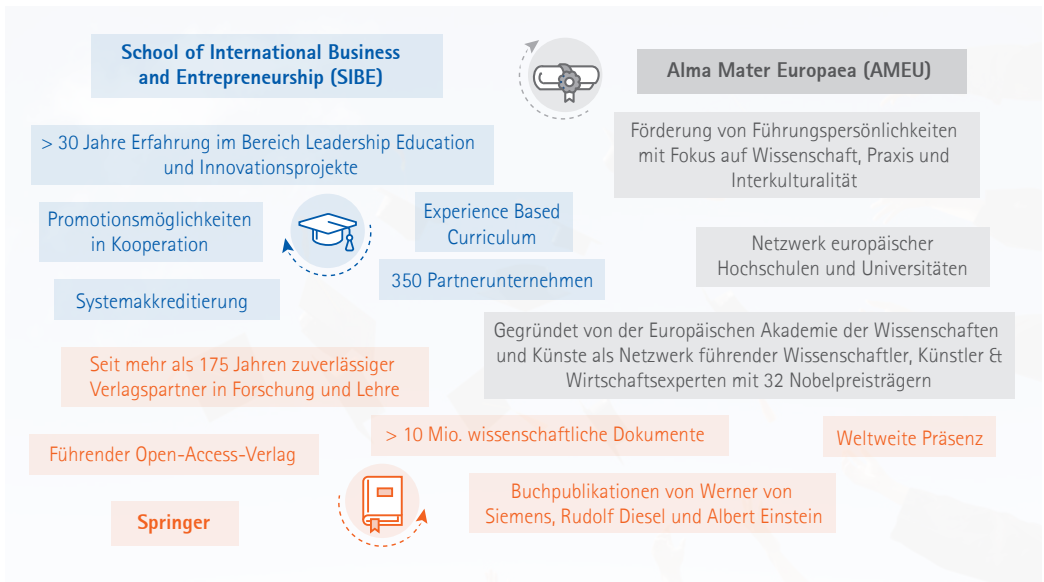 School of International Business
and Entrepreneurship (SIBE)
> 30 Jahre Erfahrung im Bereich Leadership Education
und Innovationsprojekte
Promotionsmöglichkeiten
in Kooperation
Experience Based
Curriculum
350 Partnerunternehmen
Systemakkreditierung
Alma Mater Europaea (AMEU)
Förderung von Führungspersönlichkeiten
mit Fokus auf Wissenschaft, Praxis und
Interkulturalität
Netzwerk europäischer
Hochschulen und Universitäten
Gegründet von der Europäischen Akademie der Wissenschaften
und Künste als Netzwerk führender Wissenschaftler, Künstler &
Wirtschaftsexperten mit 32 Nobelpreisträgern
Seit mehr als 175 Jahren zuverlässiger
Verlagspartner in Forschung und Lehre
> 10 Mio. wissenschaftliche Dokumente
Weltweite Präsenz
Führender Open-Access-Verlag
Buchpublikationen von Werner von
Siemens, Rudolf Diesel und Albert Einstein
Springer